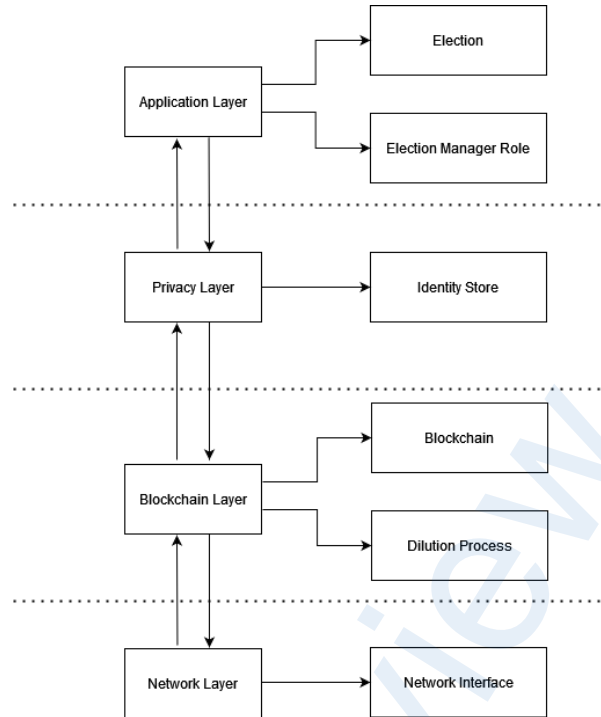 Election
Application Layer
Election Manager Role
Privacy Layer
Identity Store
Blockchain
Blockchain Layer
Dilution Process
Network Layer
Network Interface
view